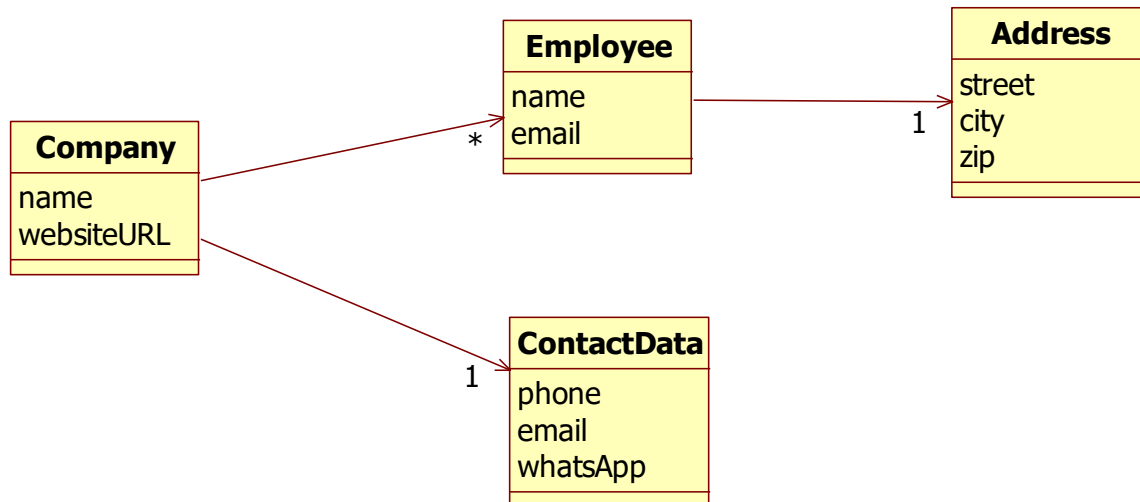 Company
name
websiteURL
*
Employee
name
email
1
Address
street
city
zip
1
ContactData
phone
email
whatsApp